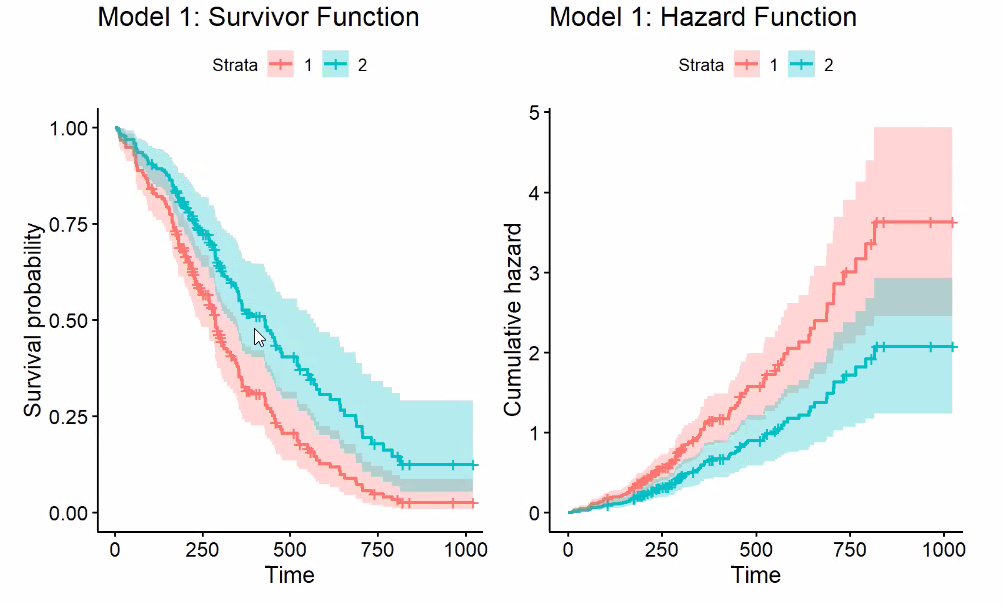 Model 1: Survivor Function
Strata 1 2
1.00
0.75
0.50
0.25
0.00
Survival probability
0 250 500 750 1000
Time
Model 1: Hazard Function
Strata 1 2
5
4
3
2
1
0
Cumulative hazard
0 250 500 750 1000
Time